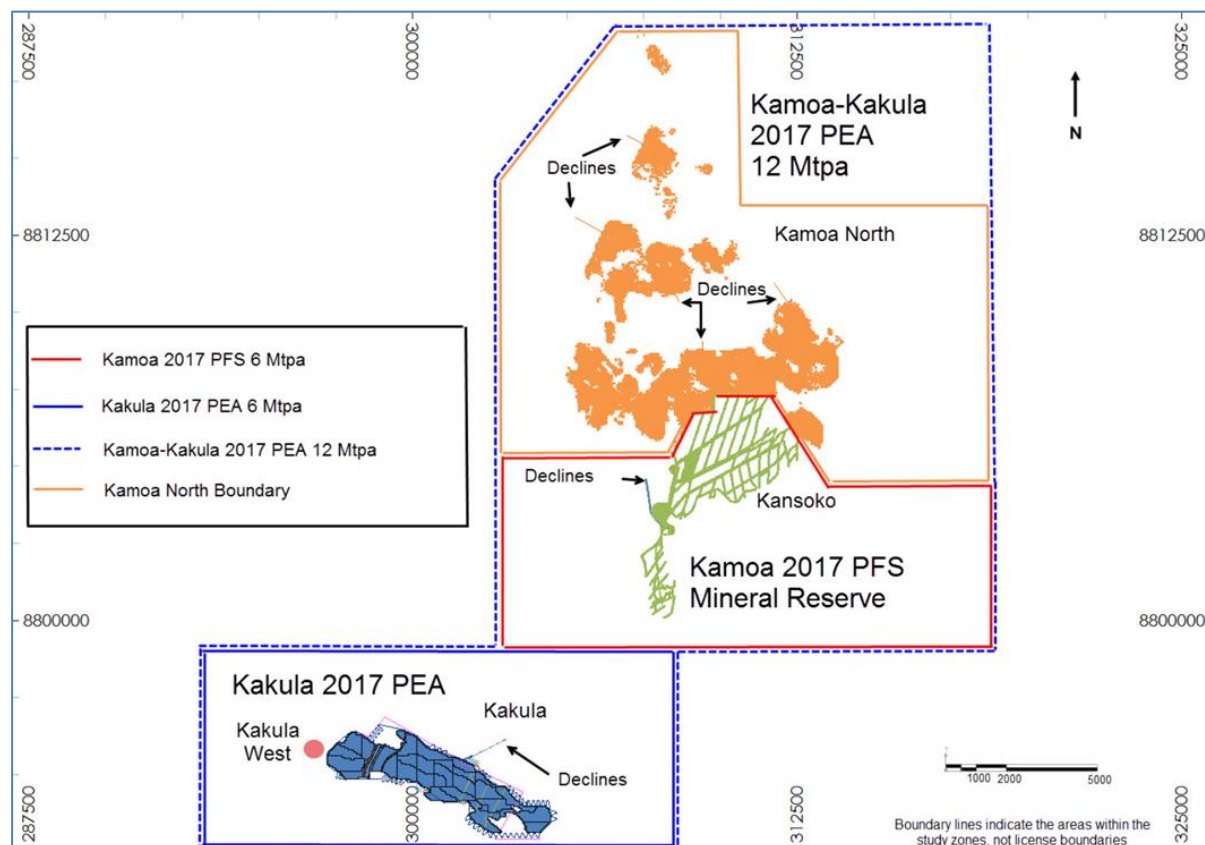 287500
300000
312500
325000
N
Kamoa-Kakula
2017 PEA
12 Mtpa
Declines
8812500
Kamoa North
8812500
Declines
Kamoa 2017 PFS 6 Mtpa
Kakula 2017 PEA 6 Mtpa
Kamoa-Kakula 2017 PEA 12 Mtpa
Kamoa North Boundary
Declines
Kansoko
Kamoa 2017 PFS
Mineral Reserve
8800000
8800000
Kakula 2017 PEA
Kakula
Kakula
West
Declines
1000 2000 5000
287500
300000
312500
325000
Boundary lines indicate the areas within the
study zones, not license boundaries